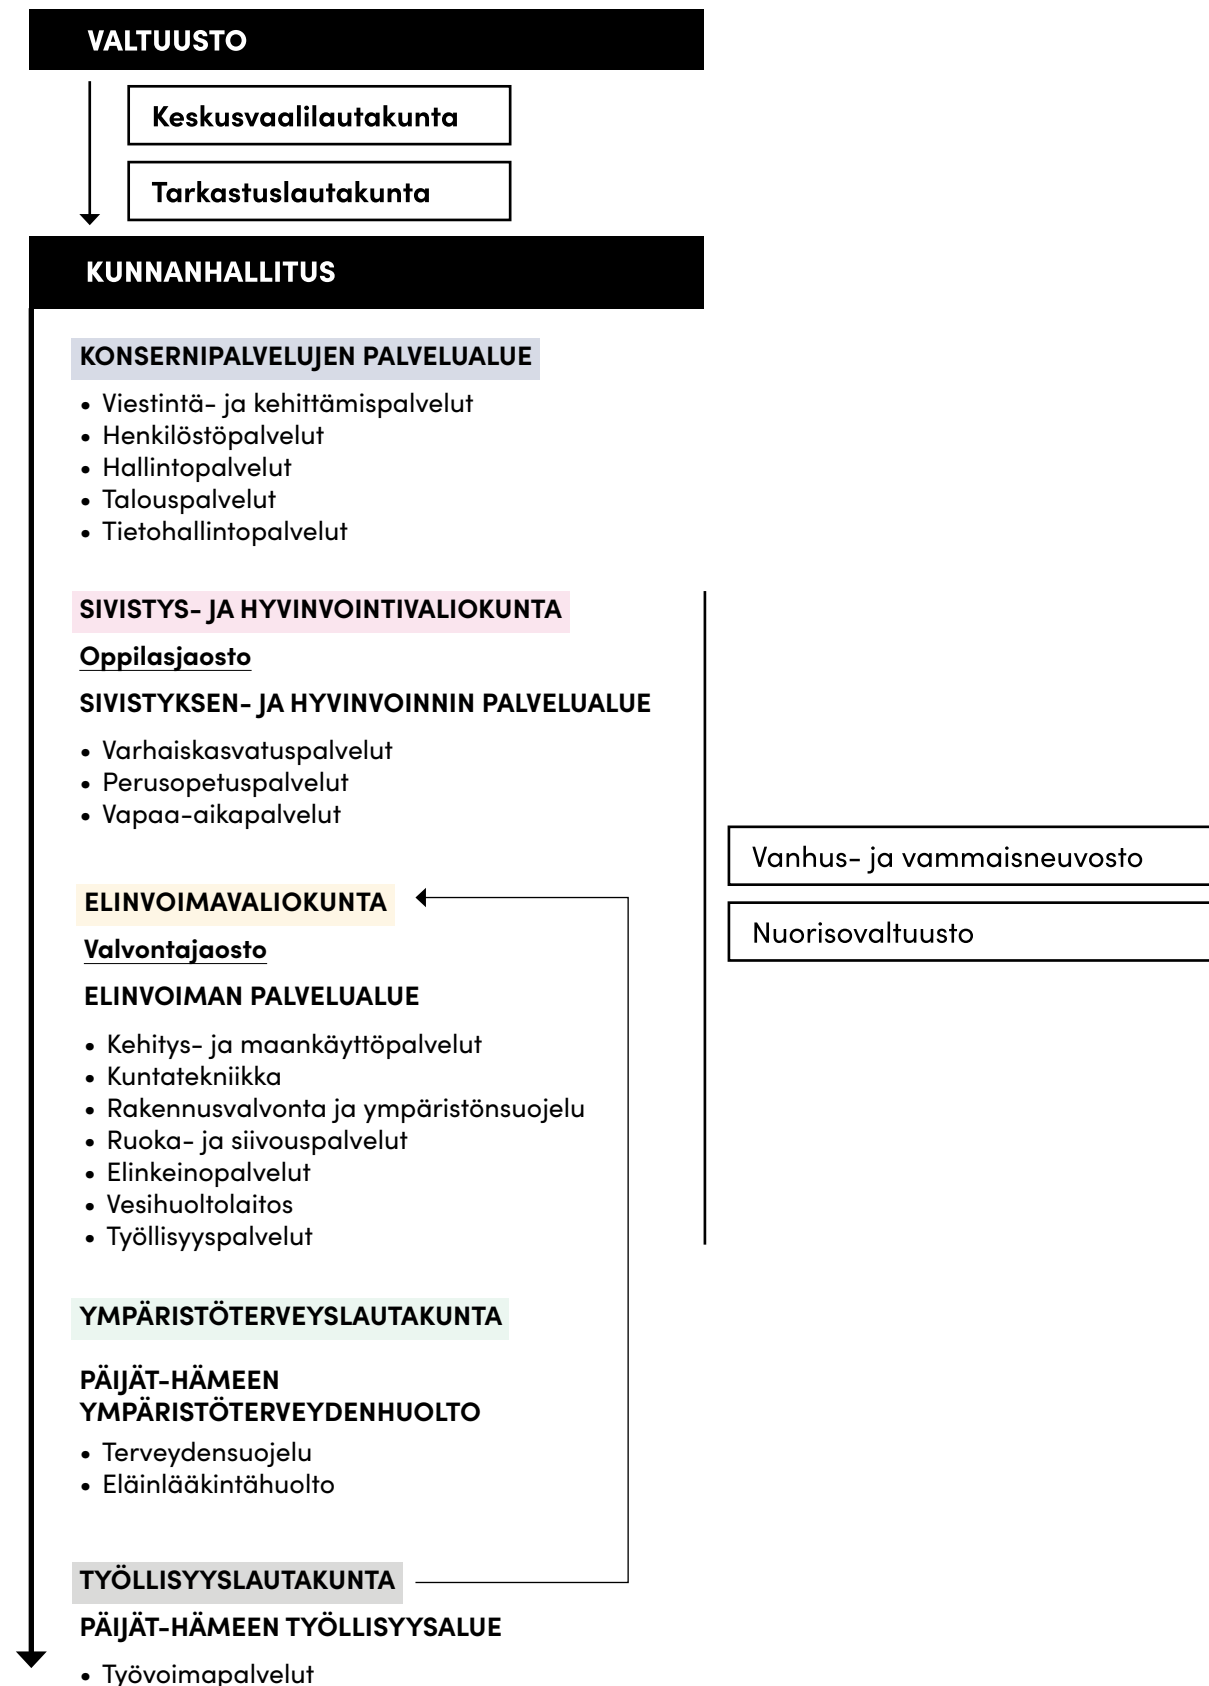 VALTUUSTO
Keskusvaalilautakunta
Tarkastuslautakunta
KUNNANHALLITUS
KONSERNIPALVELUJEN PALVELUALUE
• Viestintä- ja kehittämispalvelut
• Henkilöstöpalvelut
• Hallintopalvelut
• Talouspalvelut
• Tietohallintopalvelut
SIVISTYS- JA HYVINVOINTIVALIOKUNTA
Oppilasjaosto
SIVISTYKSEN- JA HYVINVOINNIN PALVELUALUE
• Varhaiskasvatuspalvelut
• Perusopetuspalvelut
• Vapaa-aikapalvelut
Vanhus- ja vammaisneuvosto
Nuorisovaltuusto
ELINVOIMAVALIOKUNTA
Valvontajaosto
ELINVOIMAN PALVELUALUE
• Kehitys- ja maankäyttöpalvelut
• Kuntatekniikka
• Rakennusvalvonta ja ympäristönsuojelu
• Ruoka- ja siivouspalvelut
• Elinkeinopalvelut
• Vesihuoltolaitos
• Työllisyyspalvelut
YMPÄRISTÖTERVEYSLAUTAKUNTA
PÄIJÄT-HÄMEEN
YMPÄRISTÖTERVEYDENHUOLTO
• Terveydensuojelu
• Eläinlääkintähuolto
TYÖLLISYYSLAUTAKUNTA
PÄIJÄT-HÄMEEN TYÖLLISYYSALUE
• Työvoimapalvelut